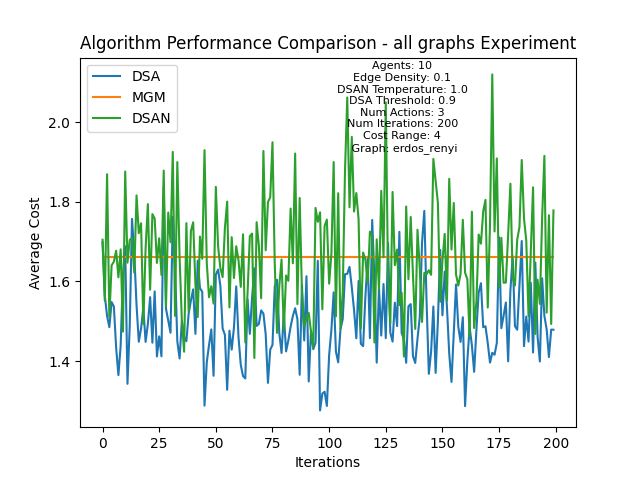 Algorithm Performance Comparison - all graphs Experiment
DSA
MGM
DSAN
Agents: 10
Edge Density: 0.1
DSAN Temperature: 1.0
DSA Threshold: 0.9
Num Actions: 3
Num Iterations: 200
Cost Range: 4
Graph: erdos_renyi
Average Cost
2.0
1.8
1.6
1.4
0 25 50 75 100 125 150 175 200
Iterations